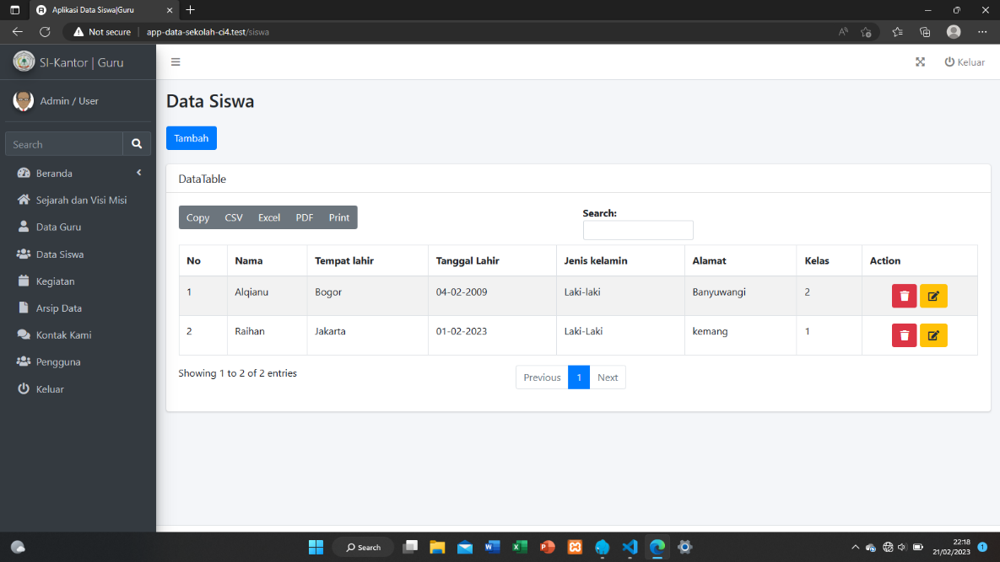 Aplikasi Data Siswa|Guru
Not secure | app-data-sekolah-ci4.test/siswa
SI-Kantor | Guru
Keluar
Admin / User
Data Siswa
Tambah
Search
Beranda
Sejarah dan Visi Misi
Data Guru
Data Siswa
Kegiatan
Arsip Data
Kontak Kami
Pengguna
Keluar
DataTable
Copy CSV Excel PDF Print
Search:
No Nama Tempat lahir Tanggal Lahir Jenis kelamin Alamat Kelas Action
1 Alqianu Bogor 04-02-2009 Laki-laki Banyuwangi 2
2 Raihan Jakarta 01-02-2023 Laki-Laki kemang 1
Showing 1 to 2 of 2 entries
Previous 1 Next
Search
22:18
21/02/2023
1